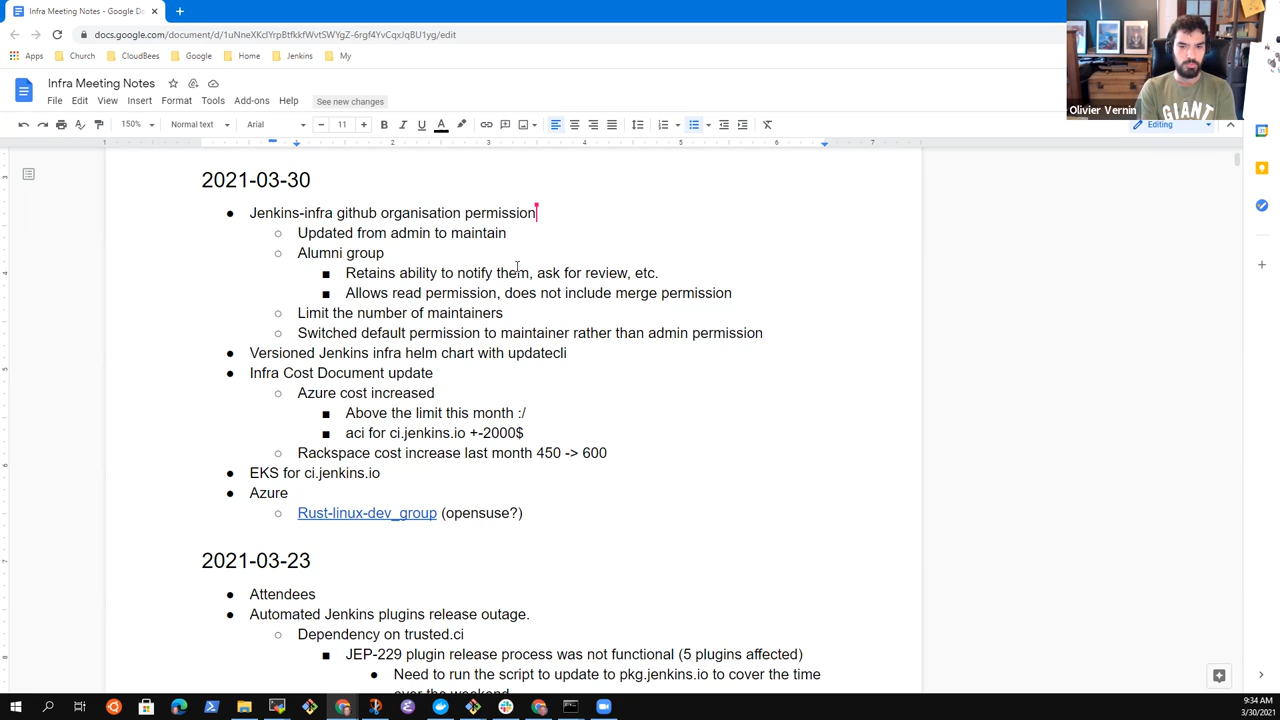 Infra Meeting Notes - Google D
docs.google.com/document/d/1uNneXKclYrpBtfkkfWvtSWYgZ-6rgf4YvCqxJqBU1yg/edit
Apps Church CloudBees Google Home Jenkins My
Olivier Vernin
Infra Meeting Notes
File Edit View Insert Format Tools Add-ons Help See new changes
150% Normal text Arial 11 Editing
1 2 3 4 5 6 7
2021-03-30
Jenkins-infra github organisation permission
Updated from admin to maintain
Alumni group
Retains ability to notify them, ask for review, etc.
Allows read permission, does not include merge permission
Limit the number of maintainers
Switched default permission to maintainer rather than admin permission
Versioned Jenkins infra helm chart with updatecli
Infra Cost Document update
Azure cost increased
Above the limit this month :/
aci for ci.jenkins.io +-2000$
Rackspace cost increase last month 450 -> 600
EKS for ci.jenkins.io
Azure
Rust-linux-dev_group (opensuse?)
2021-03-23
Attendees
Automated Jenkins plugins release outage.
Dependency on trusted.ci
JEP-229 plugin release process was not functional (5 plugins affected)
Need to run the script to update to pkg.jenkins.io to cover the time
over the weekend
GIANT
9:34 AM
3/30/2021